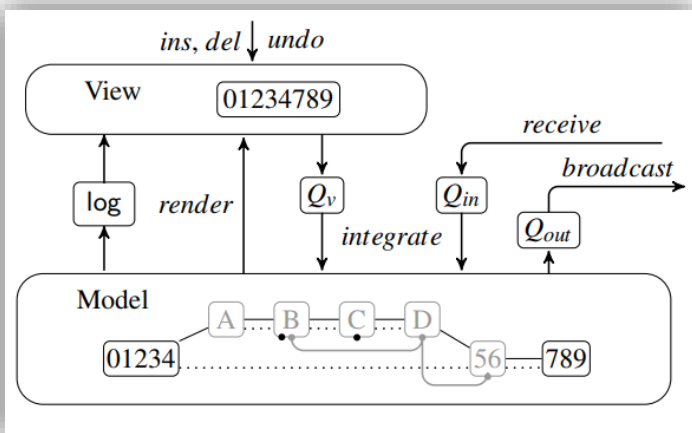 ins, del undo
View 01234789
receive
broadcast
log render Qv Qin
Qout
integrate
Model
A B C D
01234 56 789